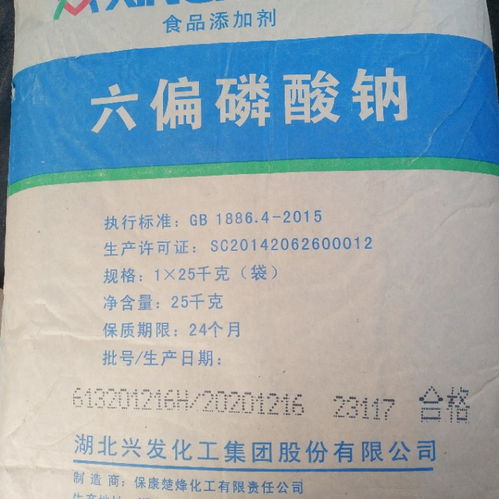 食品添加剂
六偏磷酸钠
执行标准：GB 1886.4-2015
生产许可证：SC20142062600012
规格：1×25千克（袋）
净含量：25千克
保质期限：24个月
批号/生产日期：
613201216H/20201216 23117 合格
湖北兴发化工集团股份有限公司
制造商：保康楚烽化工有限责任公司